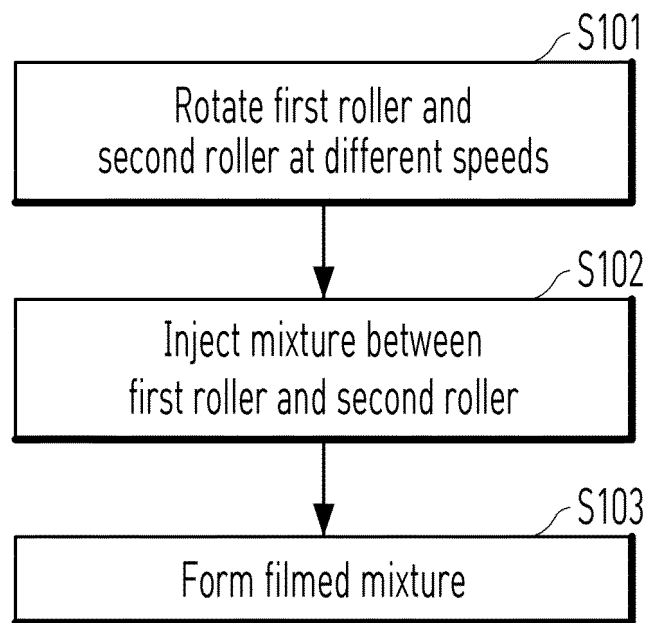 S101
Rotate first roller and
second roller at different speeds
S102
Inject mixture between
first roller and second roller
S103
Form filmed mixture